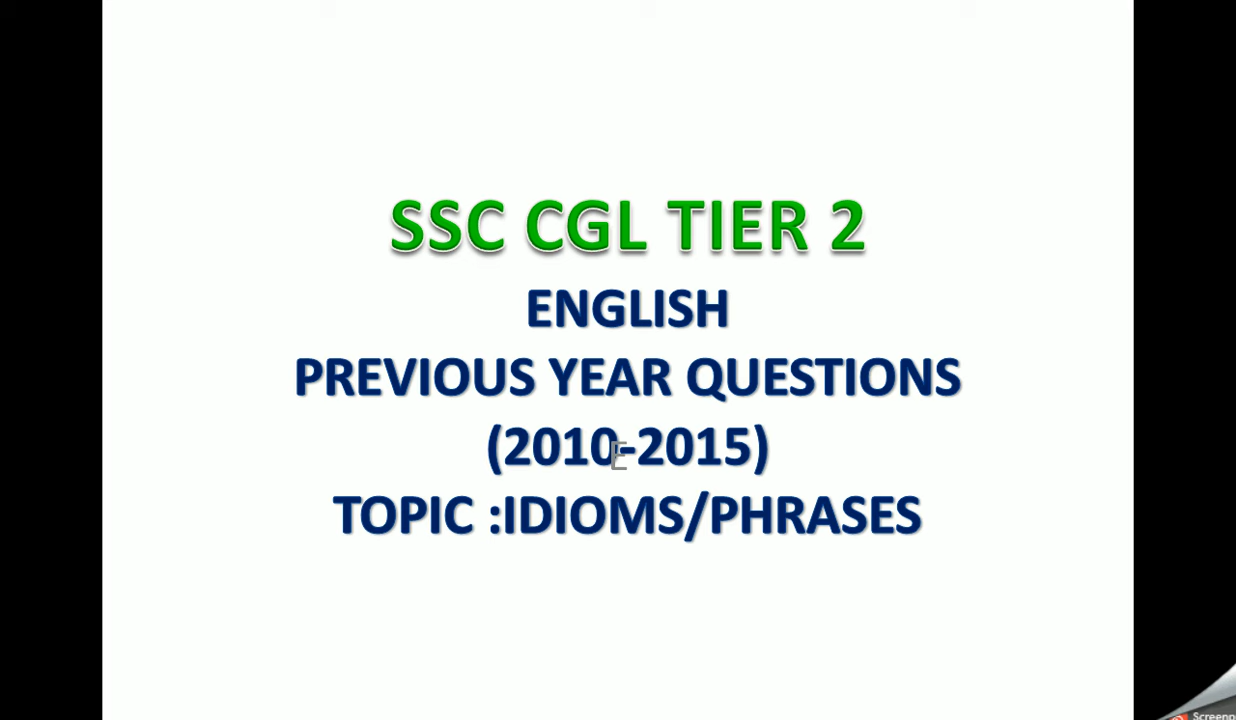 SSC CGL TIER 2
ENGLISH
PREVIOUS YEAR QUESTIONS
(2010-2015)
TOPIC :IDIOMS/PHRASES